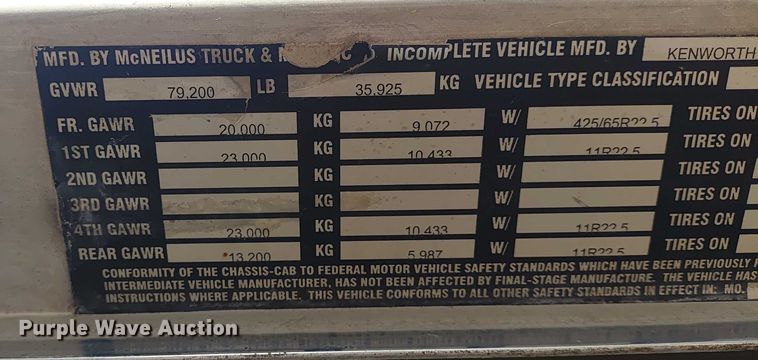 MFD. BY McNEILUS TRUCK & INC INCOMPLETE VEHICLE MFD. BY KENWORTH
GVWR 79,200 LB 35,925 KG VEHICLE TYPE CLASSIFICATION
FR. GAWR 20,000 KG 9,072 W/ 425/65R22.5 TIRES ON
1ST GAWR 23,000 KG 10,433 W/ 11R22.5 TIRES ON
2ND GAWR KG W/ TIRES ON
3RD GAWR KG W/ TIRES ON
4TH GAWR 23,000 KG 10,433 W/ 11R22.5 TIRES ON
REAR GAWR 13,200 KG 5,987 W/ 11R22.5 TIRES ON
CONFORMITY OF THE CHASSIS-CAB TO FEDERAL MOTOR VEHICLE SAFETY STANDARDS WHICH HAVE BEEN PREVIOUSLY
INTERMEDIATE VEHICLE MANUFACTURER, HAS NOT BEEN AFFECTED BY FINAL-STAGE MANUFACTURE. THE VEHICLE HAS
INSTRUCTIONS WHERE APPLICABLE. THIS VEHICLE CONFORMS TO ALL OTHER SAFETY STANDARDS IN EFFECT IN: MO.
Purple Wave Auction